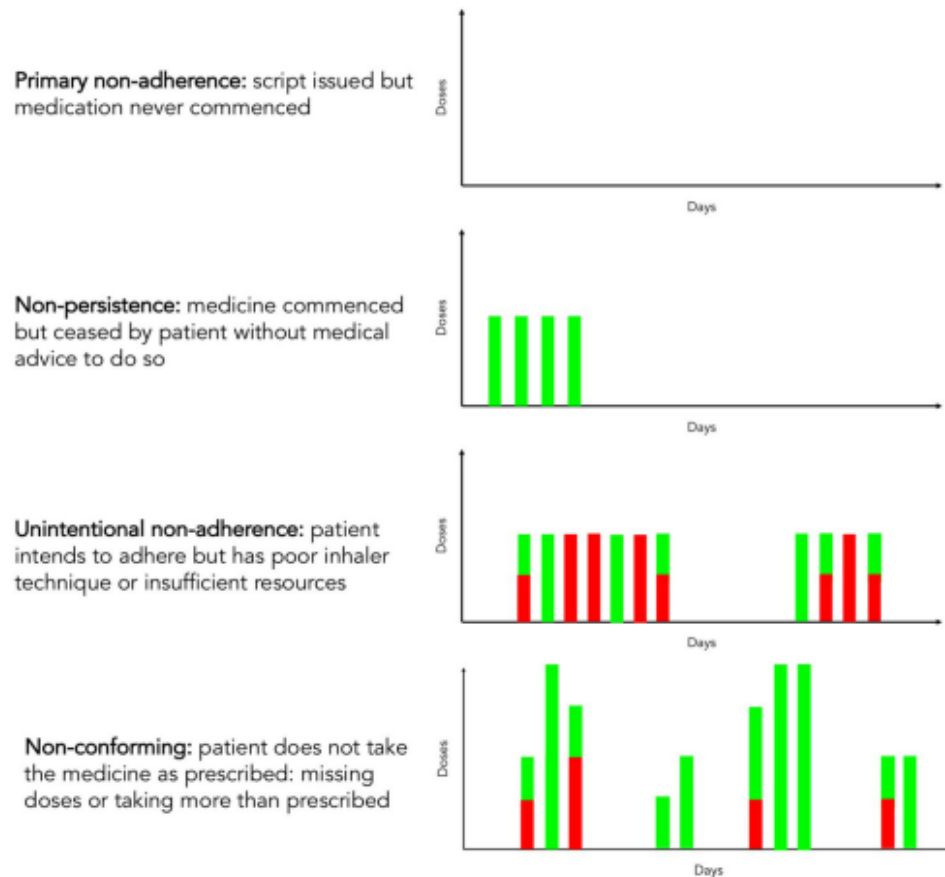 Primary non-adherence: script issued but
medication never commenced
Doses
Days
Non-persistence: medicine commenced
but ceased by patient without medical
advice to do so
Doses
Days
Unintentional non-adherence: patient
intends to adhere but has poor inhaler
technique or insufficient resources
Doses
Days
Non-conforming: patient does not take
the medicine as prescribed: missing
doses or taking more than prescribed
Doses
Days